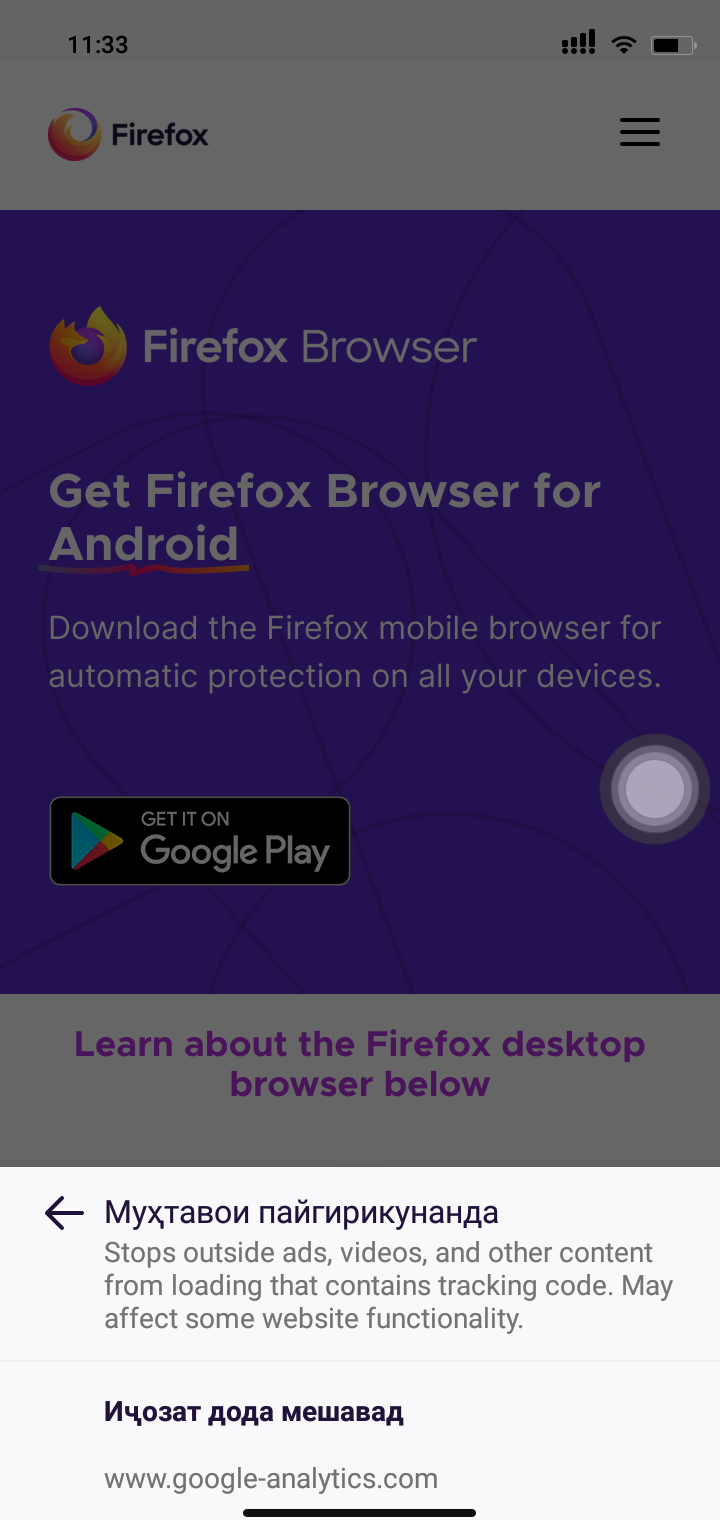 11:33
Firefox
Firefox Browser
Get Firefox Browser for
Android
Download the Firefox mobile browser for
automatic protection on all your devices.
GET IT ON
Google Play
Learn about the Firefox desktop
browser below
Муҳтавои пайгирикунанда
Stops outside ads, videos, and other content
from loading that contains tracking code. May
affect some website functionality.
Иҷозат дода мешавад
www.google-analytics.com